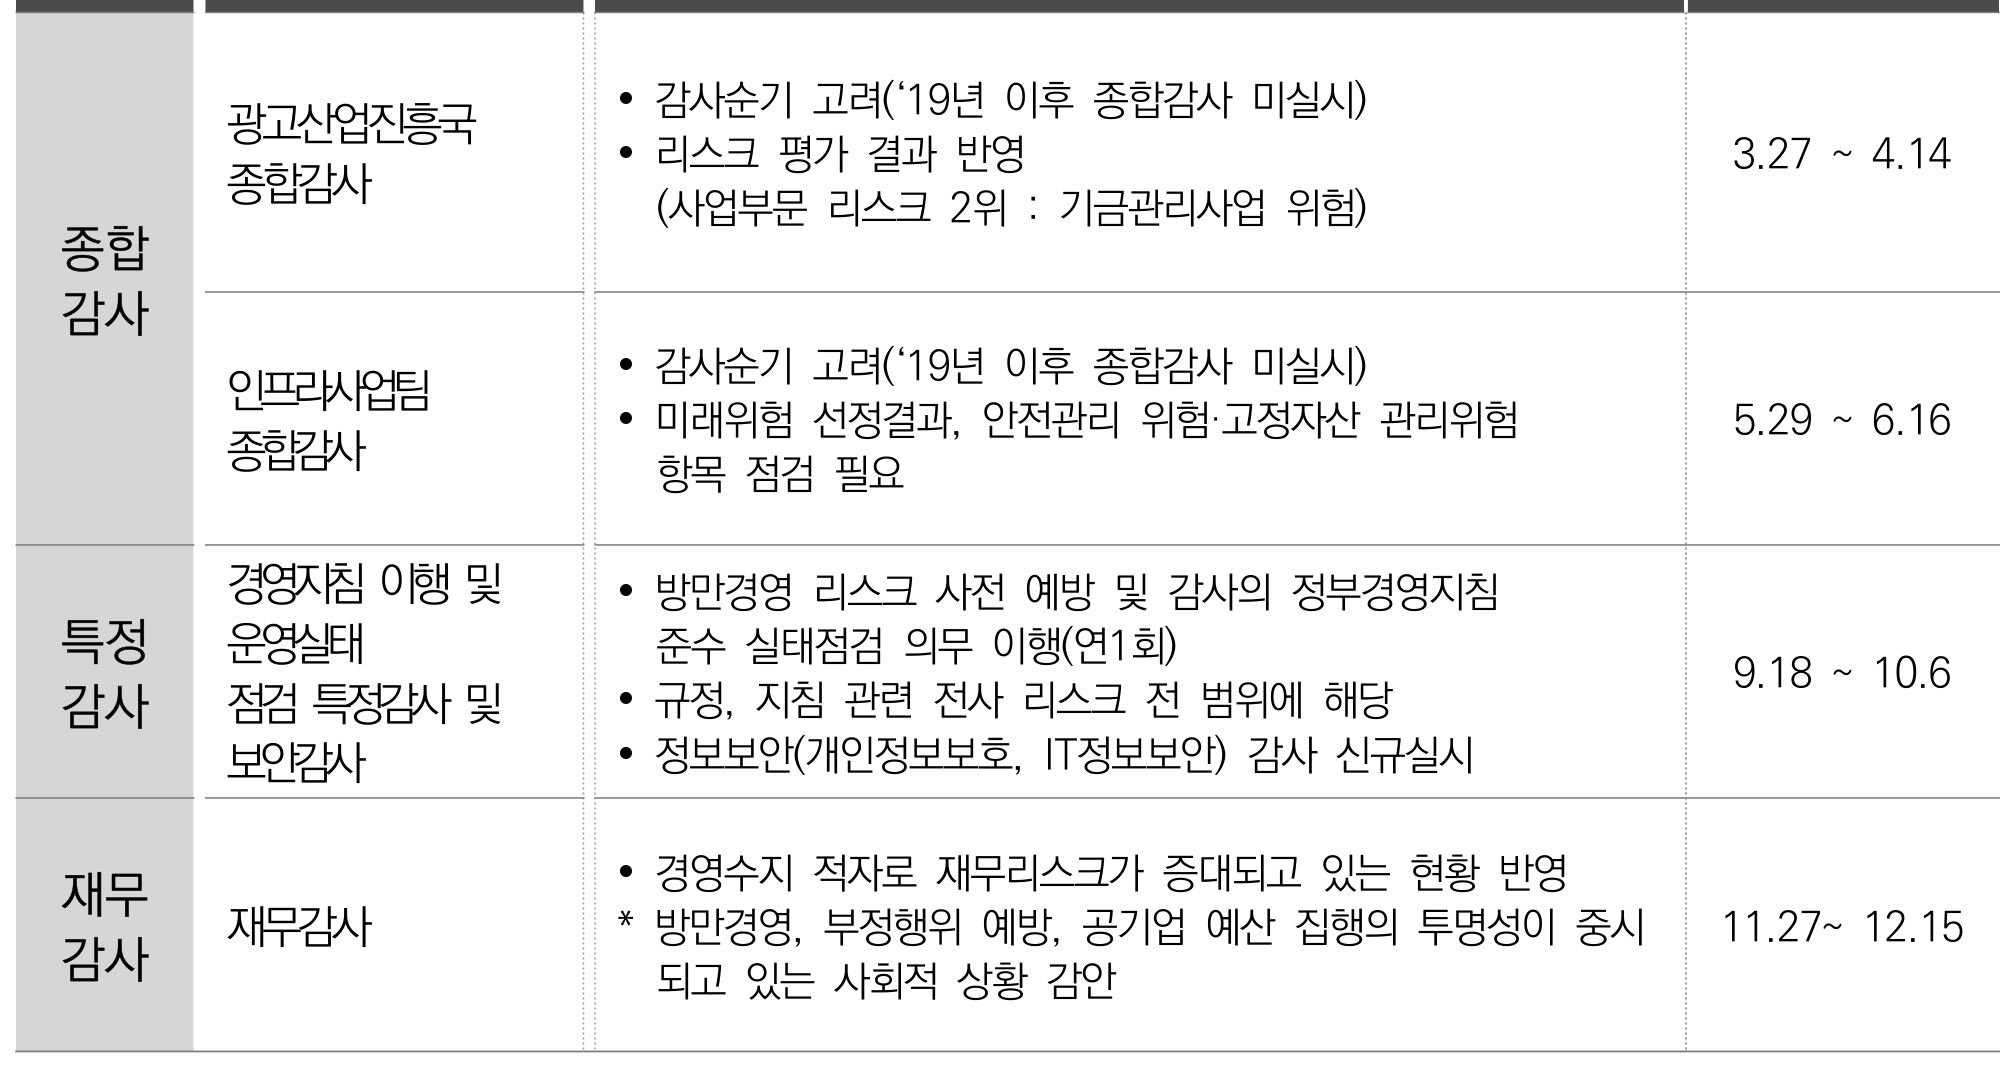 종합
감사
광고산업진흥국
종합감사
• 감사순기 고려(‘19년 이후 종합감사 미실시)
• 리스크 평가 결과 반영
(사업부문 리스크 2위 : 기금관리사업 위험)
3.27 ~ 4.14
인프라사업팀
종합감사
• 감사순기 고려(‘19년 이후 종합감사 미실시)
• 미래위험 선정결과, 안전관리 위험·고정자산 관리위험
항목 점검 필요
5.29 ~ 6.16
특정
감사
경영지침 이행 및
운영실태
점검 특정감사 및
보안감사
• 방만경영 리스크 사전 예방 및 감사의 정부경영지침
준수 실태점검 의무 이행(연1회)
• 규정, 지침 관련 전사 리스크 전 범위에 해당
• 정보보안(개인정보보호, IT정보보안) 감사 신규실시
9.18 ~ 10.6
재무
감사
재무감사
• 경영수지 적자로 재무리스크가 증대되고 있는 현황 반영
* 방만경영, 부정행위 예방, 공기업 예산 집행의 투명성이 중시
되고 있는 사회적 상황 감안
11.27~ 12.15